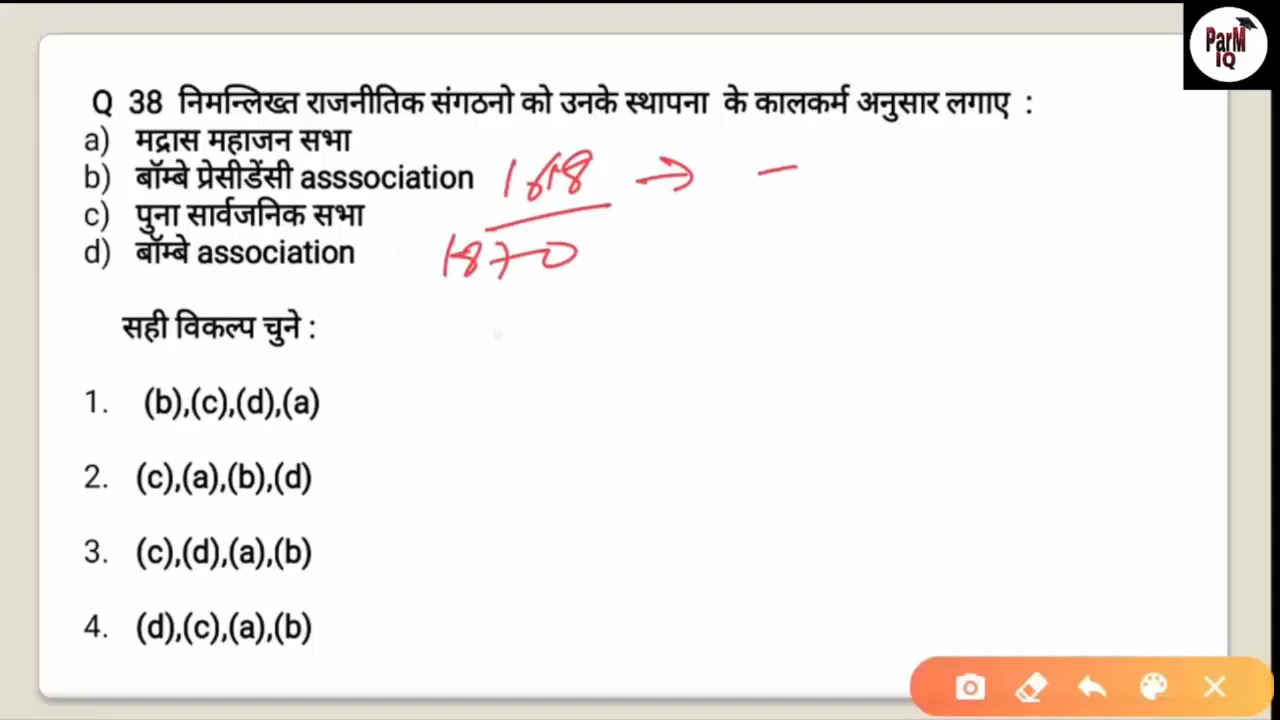 ParM
IQ
Q 38 निमन्लिख्त राजनीतिक संगठनो को उनके स्थापना के कालकर्म अनुसार लगाए :
a) मद्रास महाजन सभा
b) बॉम्बे प्रेसीडेंसी asssociation
c) पुना सार्वजनिक सभा
d) बॉम्बे association
1870
सही विकल्प चुने :
1. (b),(c),(d),(a)
2. (c),(a),(b),(d)
3. (c),(d),(a),(b)
4. (d),(c),(a),(b)